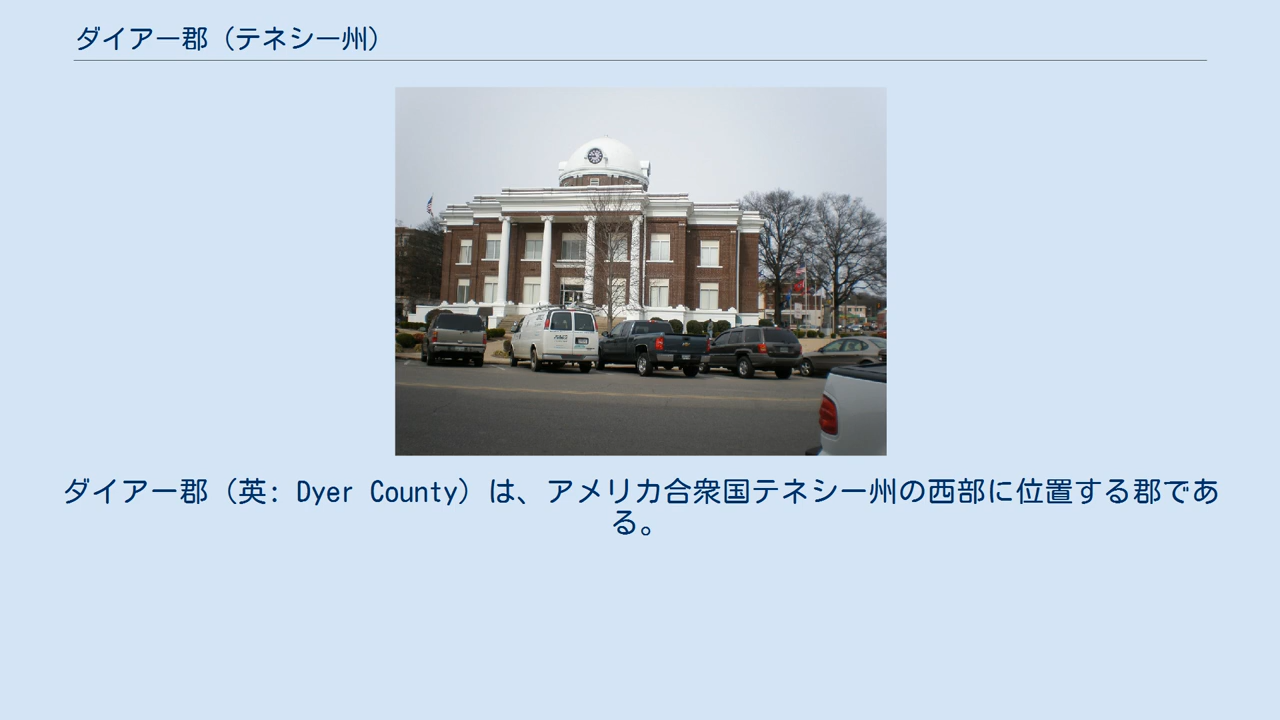 ダイアー郡（テネシー州）
ダイアー郡（英: Dyer County）は、アメリカ合衆国テネシー州の西部に位置する郡であ
る。